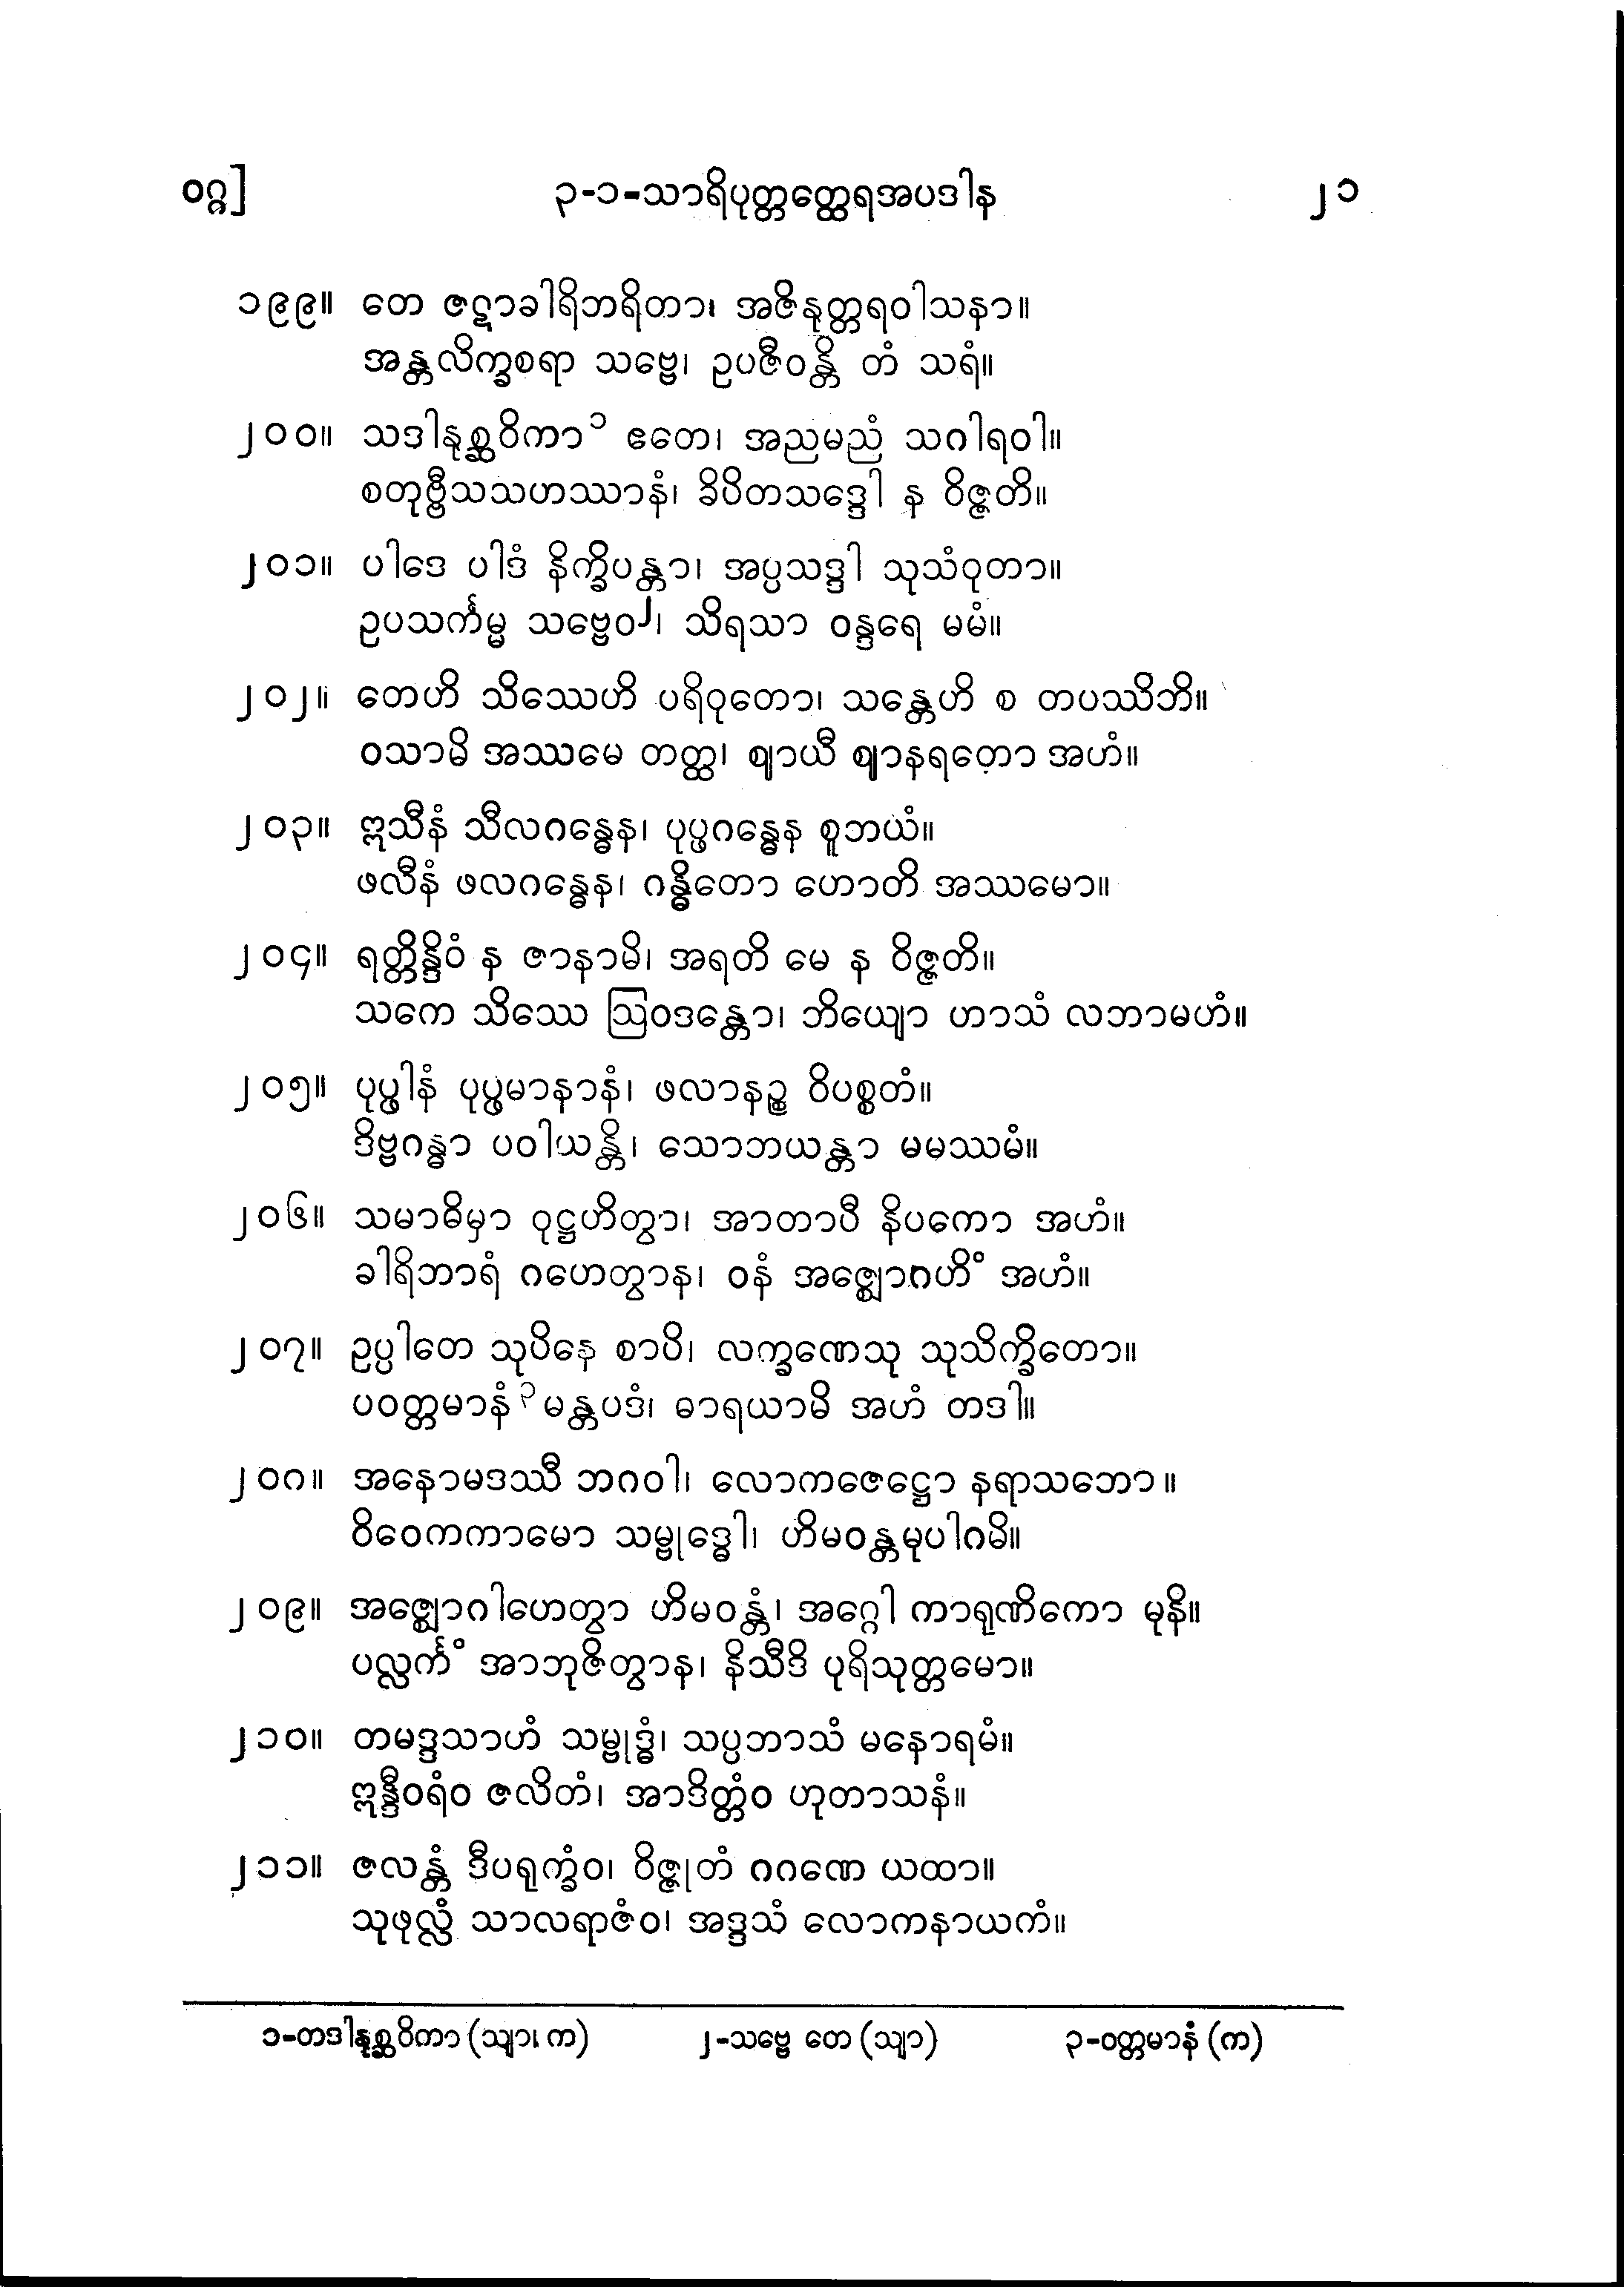 ဝဂ္ဂ] ၃-၁-သာရိပုတ္တတ္ထေရအပဒါန ၂၁
၁၉၉။ တေ ဇဋာခါရိဘရိတာ၊ အဇိနုတ္တရဝါသနာ။
အန္တလိက္ခစရာ သဗ္ဗေ၊ ဥပဇီဝန္တိ တံ သရံ။
၂၀၀။ သဒါနုစ္ဆဝိကာ၁ ဧတေ၊ အညမညံ သဂါရဝါ။
စတုဗ္ဗီသသဟဿာနံ၊ ခိပိတသဒ္ဒေါ န ဝိဇ္ဇတိ။
၂၀၁။ ပါဒေ ပါဒံ နိက္ခိပန္တာ၊ အပ္ပသဒ္ဒါ သုသံဝုတာ။
ဥပသင်္ကမ္မ သဗ္ဗေဝ၂၊ သိရသာ ဝန္ဒရေ မမံ။
၂၀၂။ တေဟိ သိဿေဟိ ပရိဝုတော၊ သန္တေဟိ စ တပဿိဘိ။
ဝသာမိ အဿမေ တတ္ထ၊ ဈာယီ ဈာနရတော အဟံ။
၂၀၃။ ဣသီနံ သီလဂန္ဓေန၊ ပုပ္ဖဂန္ဓေန စူဘယံ။
ဖလီနံ ဖလဂန္ဓေန၊ ဂန္ဓိတော ဟောတိ အဿမော။
၂၀၄။ ရတ္တိန္ဒိဝံ န ဇာနာမိ၊ အရတိ မေ န ဝိဇ္ဇတိ။
သကေ သိဿေ ဩဝဒန္တော၊ ဘိယျော ဟာသံ လဘာမဟံ။
၂၀၅။ ပုပ္ဖါနံ ပုပ္ဖမာနာနံ၊ ဖလာနဉ္စ ဝိပစ္စတံ။
ဒိဗ္ဗဂန္ဓာ ပဝါယန္တိ၊ သောဘယန္တာ မမဿမံ။
၂၀၆။ သမာဓိမှာ ဝုဋ္ဌဟိတွာ၊ အာတာပီ နိပကော အဟံ။
ခါရိဘာရံ ဂဟေတွာန၊ ဝနံ အဇ္ဈောဂဟိံ အဟံ။
၂၀၇။ ဥပ္ပါတေ သုပိနေ စာပိ၊ လက္ခဏေသု သုသိက္ခိတော။
ပဝတ္တမာနံ၃ မန္တပဒံ၊ ဓာရယာမိ အဟံ တဒါ။
၂၀၈။ အနောမဒဿီ ဘဂဝါ၊ လောကဇေဋ္ဌော နရာသဘော။
ဝိဝေကကာမော သမ္ဗုဒ္ဓေါ၊ ဟိမဝန္တမုပါဂမိ။
၂၀၉။ အဇ္ဈောဂါဟေတွာ ဟိမဝန္တံ၊ အဂ္ဂေါ ကာရုဏိကော မုနိ။
ပလ္လင်္ကံ အာဘုဇိတွာန၊ နိသီဒိ ပုရိသုတ္တမော။
၂၁၀။ တမဒ္ဒသာဟံ သမ္ဗုဒ္ဓံ၊ သပ္ပဘာသံ မနောရမံ။
ဣန္ဒီဝရံဝ ဇလိတံ၊ အာဒိတ္တံဝ ဟုတာသနံ။
၂၁၁။ ဇလန္တံ ဒီပရုက္ခံဝ၊ ဝိဇ္ဇုတံ ဂဂဏေ ယထာ။
သုဖုလ္လံ သာလရာဇံဝ၊ အဒ္ဒသံ လောကနာယကံ။
၁-တဒါနုစ္ဆဝိကာ (သျာ၊ က) ၂-သဗ္ဗေ တေ (သျာ) ၃-ဝတ္တမာနံ (က)